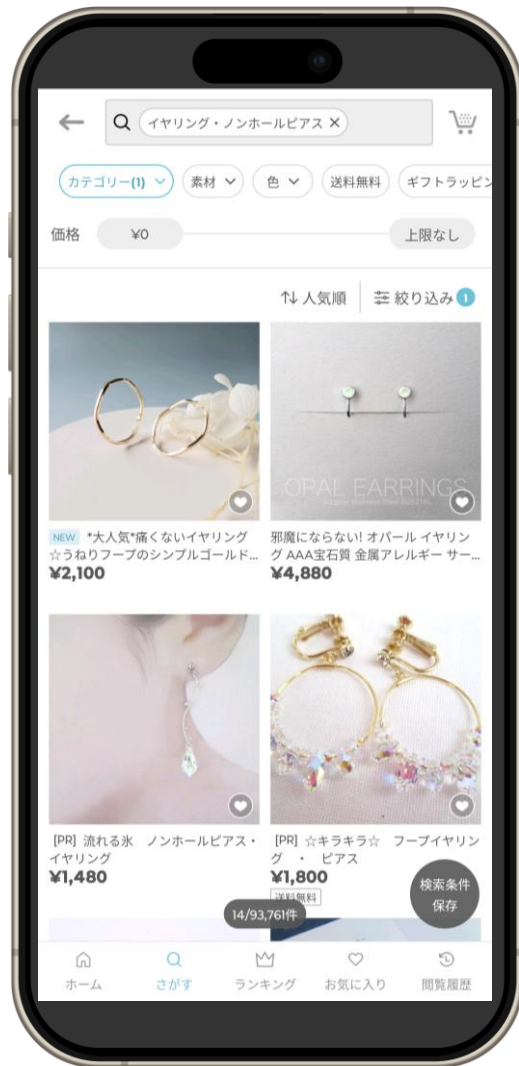 イヤリング・ノンホールピアス ×
カテゴリー(1)
素材
色
送料無料
ギフトラッピン
価格
¥0
上限なし
人気順
絞り込み 1
OPAL EARRINGS
NEW *大人気*痛くないイヤリング
☆うねりフープのシンプルゴールド...
¥2,100
邪魔にならない! オパール イヤリン
グ AAA宝石質 金属アレルギー サー...
¥4,880
[PR] 流れる氷 ノンホールピアス・
イヤリング
¥1,480
[PR] ☆キラキラ☆ フープイヤリン
グ ・ ピアス
¥1,800
送料無料
14/93,761件
検索条件
保存
ホーム
さがす
ランキング
お気に入り
閲覧履歴